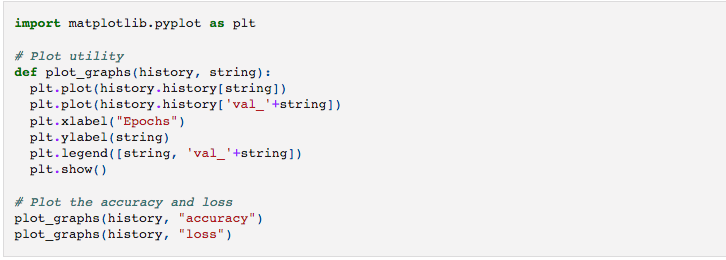 import matplotlib.pyplot as plt

# Plot utility
def plot_graphs(history, string):
  plt.plot(history.history[string])
  plt.plot(history.history['val_'+string])
  plt.xlabel("Epochs")
  plt.ylabel(string)
  plt.legend([string, 'val_'+string])
  plt.show()

# Plot the accuracy and loss
plot_graphs(history, "accuracy")
plot_graphs(history, "loss")